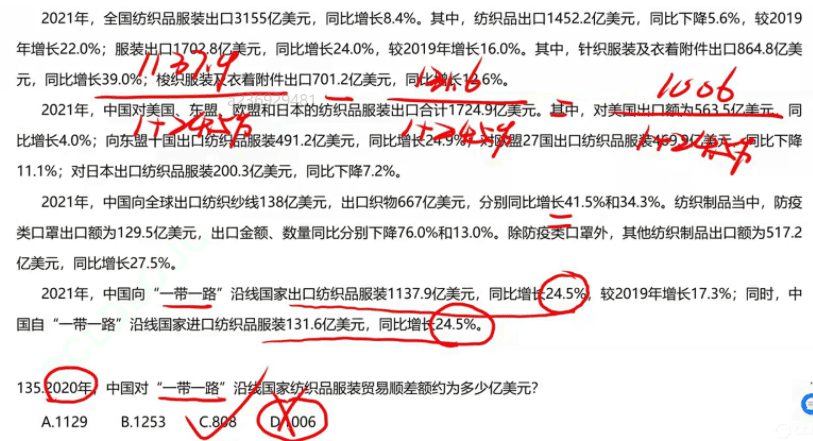 2021年，全国纺织品服装出口3155亿美元，同比增长8.4%。其中，纺织品出口1452.2亿美元，同比下降5.6%，较2019
年增长22.0%；服装出口1702.8亿美元，同比增长24.0%，较2019年增长16.0%。其中，针织服装及衣着附件出口864.8亿美
元，同比增长39.0%；梭织服装及衣着附件出口701.2亿美元，同比增长12.6%。
1137.9 131.6 1006
— =
1+24.5% 1+24.5% 1+24.5%
2021年，中国对美国、东盟、欧盟和日本的纺织品服装出口合计1724.9亿美元。其中，对美国出口额为563.5亿美元，同
比增长4.0%；向东盟十国出口纺织品服装491.2亿美元，同比增长24.9%；对欧盟27国出口纺织品服装 亿美元，同比下降
11.1%；对日本出口纺织品服装200.3亿美元，同比下降7.2%。
2021年，中国向全球出口纺织纱线138亿美元，出口织物667亿美元，分别同比增长41.5%和34.3%。纺织制品当中，防疫
类口罩出口额为129.5亿美元，出口金额、数量同比分别下降76.0%和13.0%。除防疫类口罩外，其他纺织制品出口额为517.2
亿美元，同比增长27.5%。
2021年，中国向“一带一路”沿线国家出口纺织品服装1137.9亿美元，同比增长24.5%，较2019年增长17.3%；同时，中
国自“一带一路”沿线国家进口纺织品服装131.6亿美元，同比增长24.5%。
135.2020年，中国对“一带一路”沿线国家纺织品服装贸易顺差额约为多少亿美元？
A.1129 B.1253 C.808 D.1006